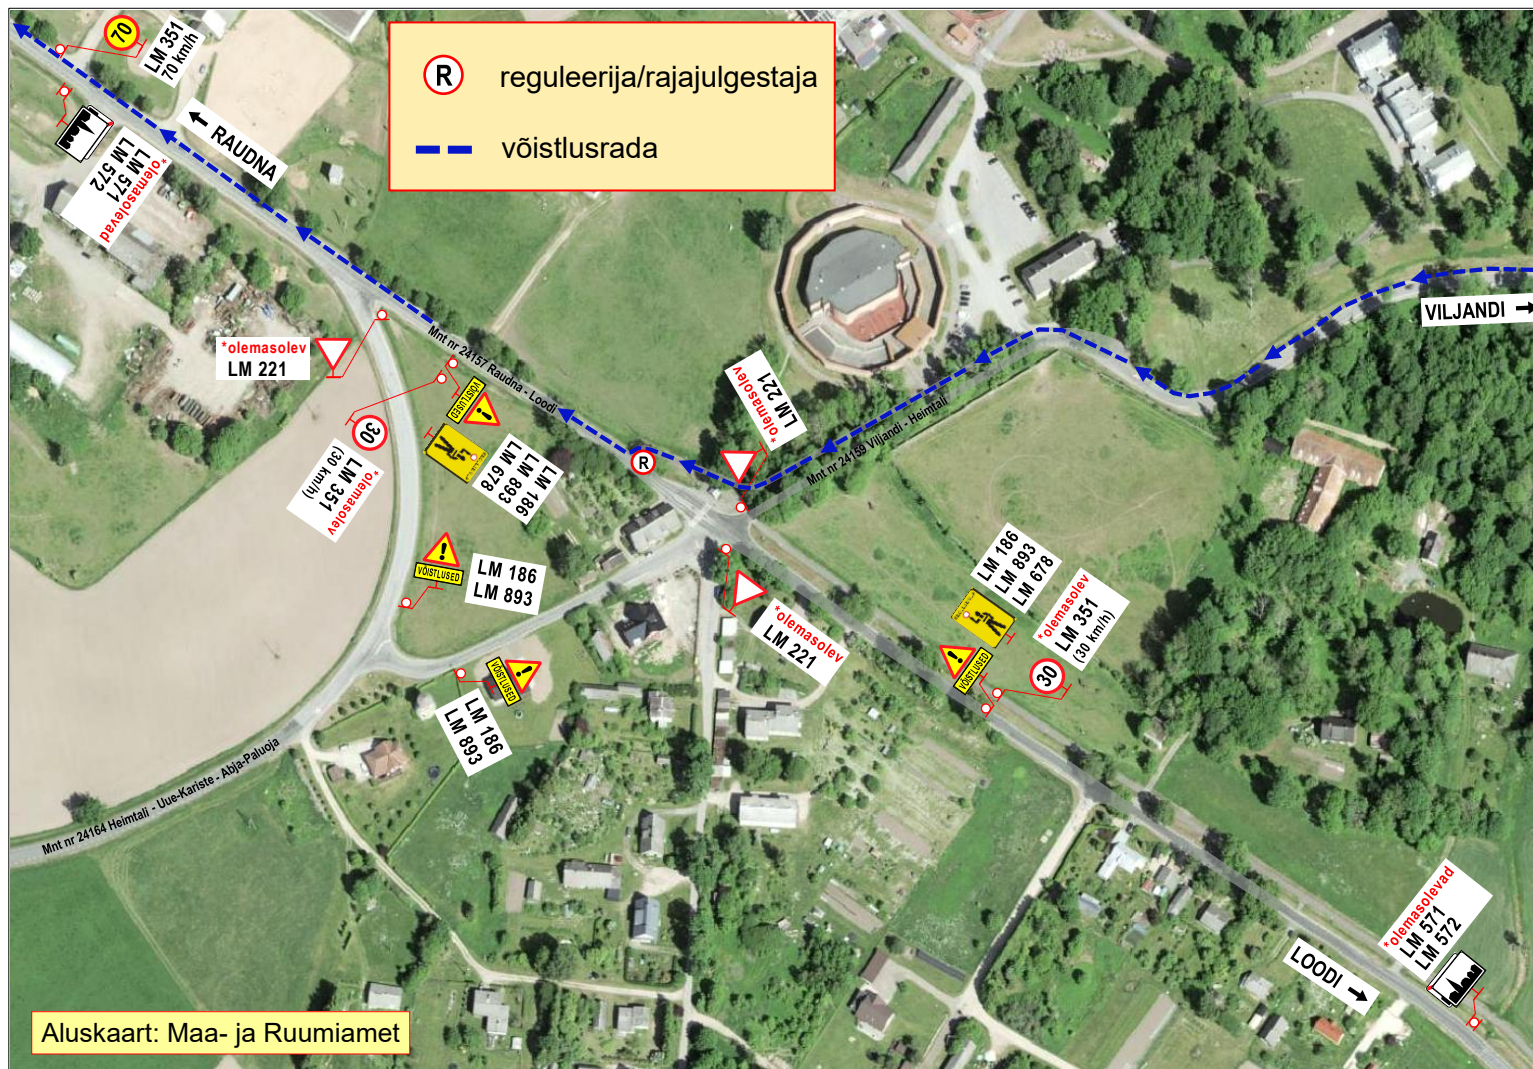 70
LM 351
70 km/h
R reguleerija/rajajulgestaja
võistlusrada
← RAUDNA
*olemasolevad
LM 571
LM 572
VILJANDI →
*olemasolev
LM 221
Mnt nr 24157 Raudna - Loodi
VÕISTLUSED
LM 186
LM 893
LM 678
30
*olemasolev
LM 351
(30 km/h)
LM 221
*olemasolev
Mnt nr 24159 Viljandi - Heimtali
R
VÕISTLUSED
LM 186
LM 893
*olemasolev
LM 221
LM 186
LM 893
LM 678
VÕISTLUSED
*olemasolev
LM 351
(30 km/h)
30
VÕISTLUSED
LM 186
LM 893
Mnt nr 24164 Heimtali - Uue-Kariste - Abja-Paluoja
*olemasolevad
LM 571
LM 572
LOODI →
Aluskaart: Maa- ja Ruumiamet